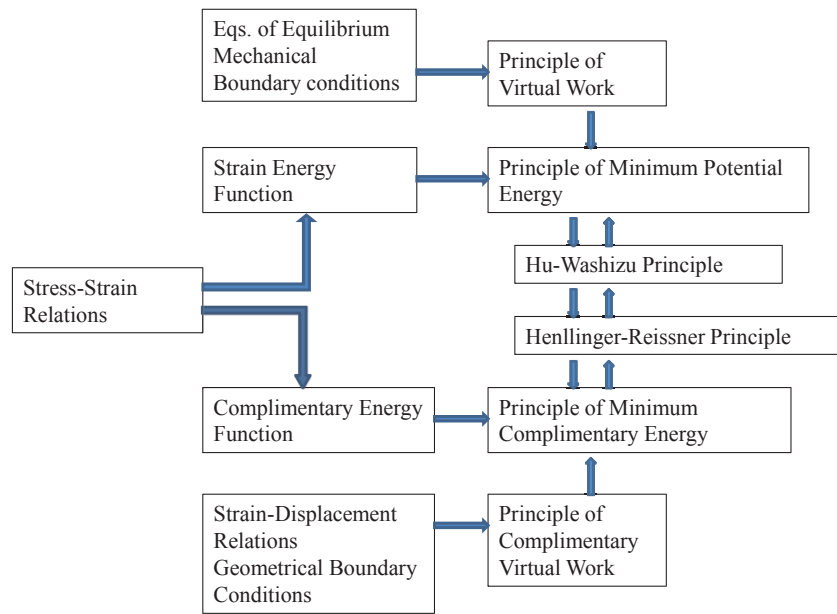 Eqs. of Equilibrium
Mechanical
Boundary conditions
Principle of
Virtual Work
Strain Energy
Function
Principle of Minimum Potential
Energy
Hu-Washizu Principle
Stress-Strain
Relations
Henllinger-Reissner Principle
Complimentary Energy
Function
Principle of Minimum
Complimentary Energy
Strain-Displacement
Relations
Geometrical Boundary
Conditions
Principle of
Complimentary
Virtual Work